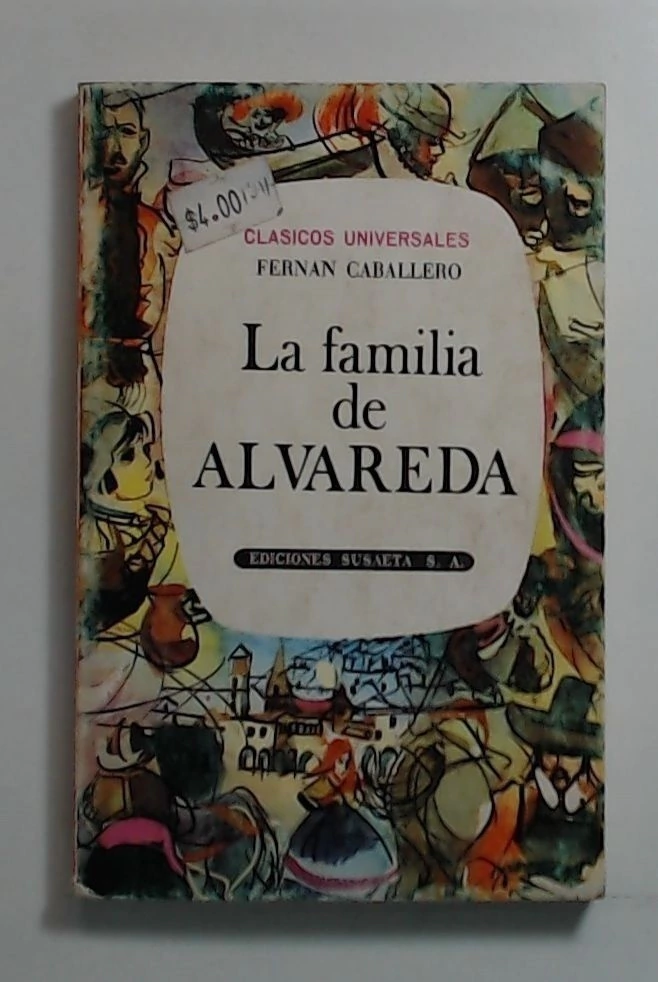 $4.00
CLASICOS UNIVERSALES
FERNAN CABALLERO
La familia
de
ALVAREDA
EDICIONES SUSAETA S. A.